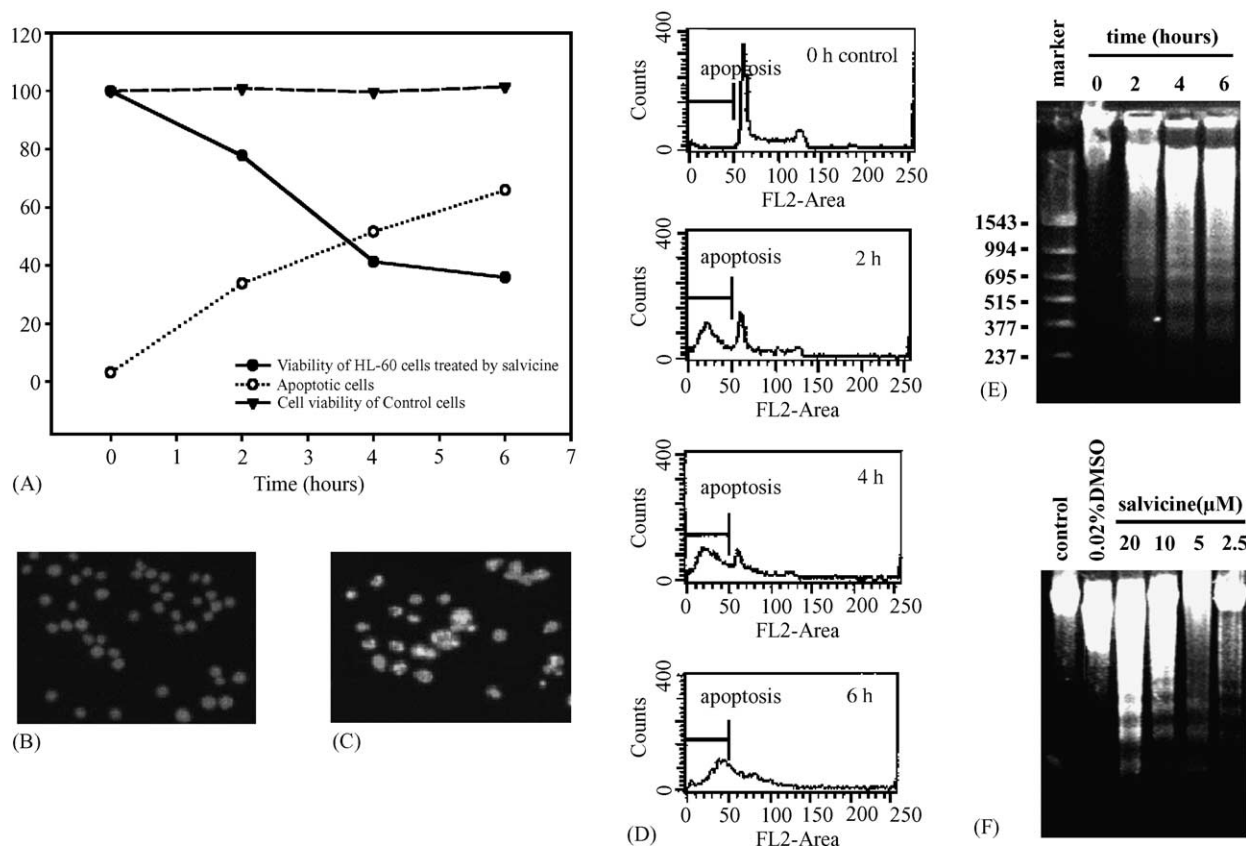 120
100
80
60
40
20
0
Viability of HL-60 cells treated by salvicine
Apoptotic cells
Cell viability of Control cells
0 1 2 3 4 5 6 7
Time (hours)
(A)
(B)
(C)
400
0 h control
apoptosis
Counts
0
0 50 100 150 200 250
FL2-Area
400
2 h
apoptosis
Counts
0
0 50 100 150 200 250
FL2-Area
400
4 h
apoptosis
Counts
0
0 50 100 150 200 250
FL2-Area
400
6 h
apoptosis
Counts
0
0 50 100 150 200 250
FL2-Area
(D)
marker
time (hours)
0 2 4 6
1543
994
695
515
377
237
(E)
control
0.02%DMSO
salvicine(μM)
20 10 5 2.5
(F)